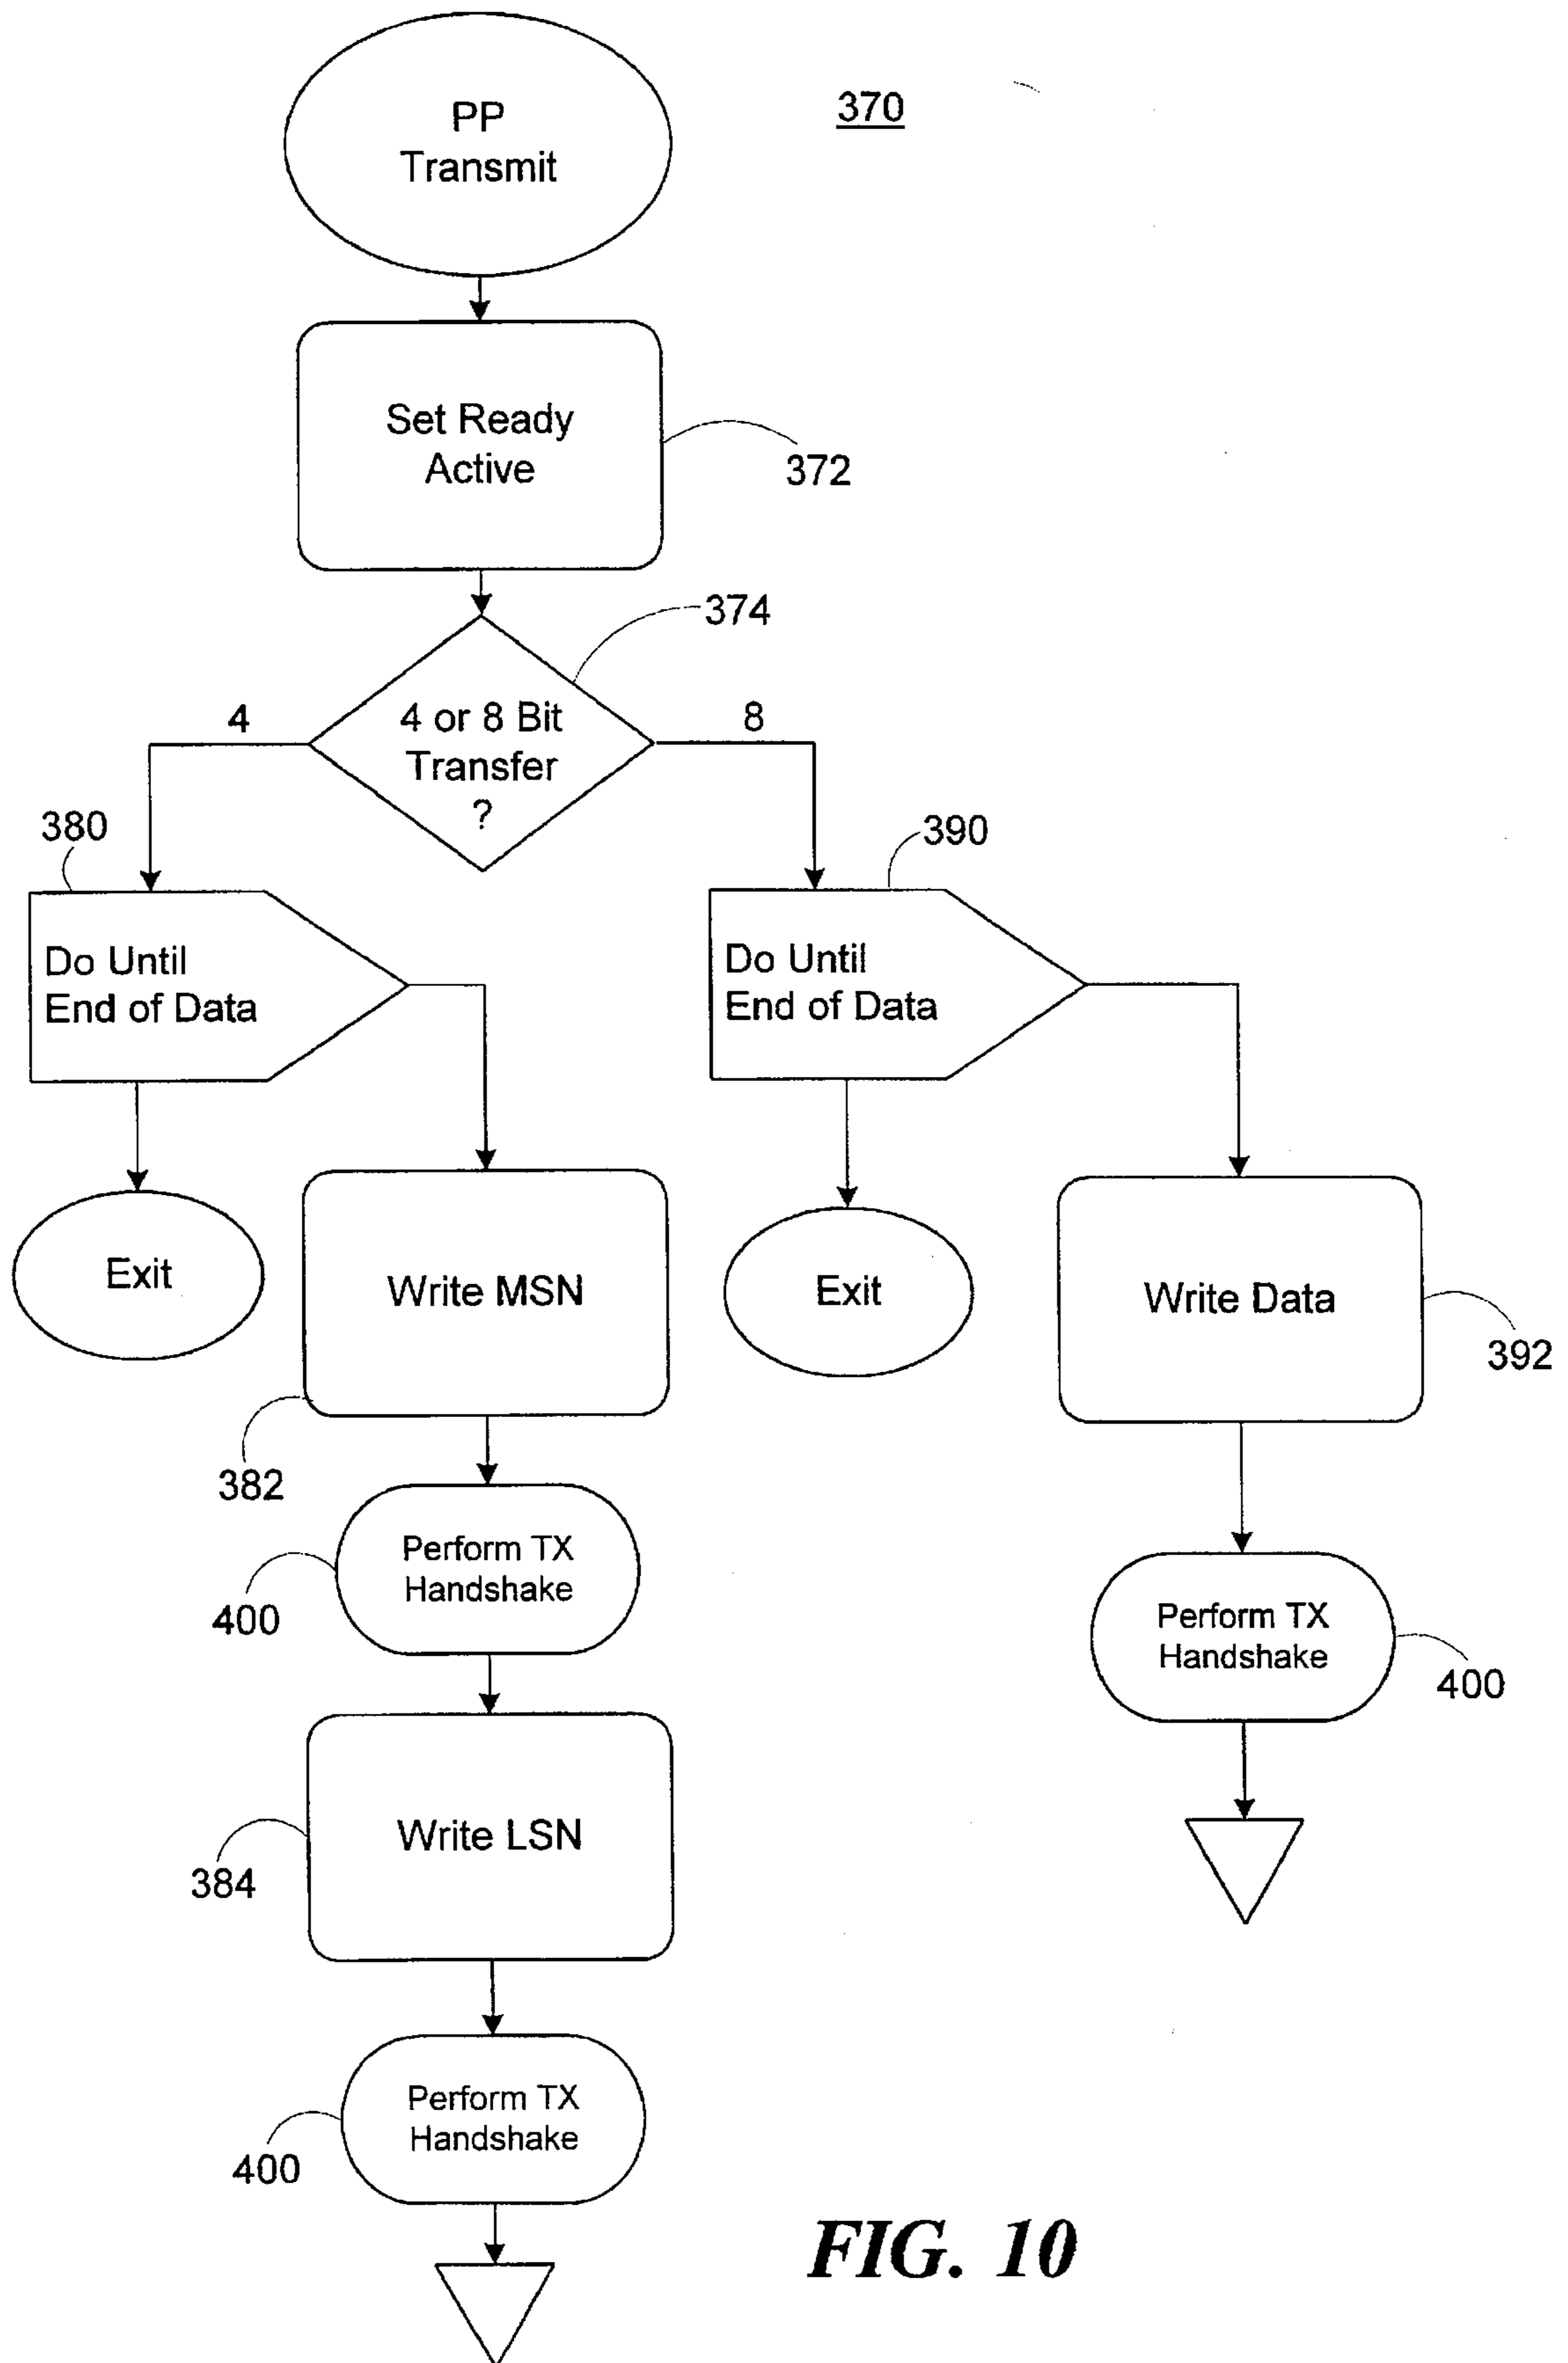 PP
Transmit
370
Set Ready
Active
372
374
4
4 or 8 Bit
Transfer
?
8
380
Do Until
End of Data
390
Do Until
End of Data
Exit
Write MSN
382
Exit
Write Data
392
Perform TX
Handshake
400
Perform TX
Handshake
400
Write LSN
384
Perform TX
Handshake
400
FIG. 10